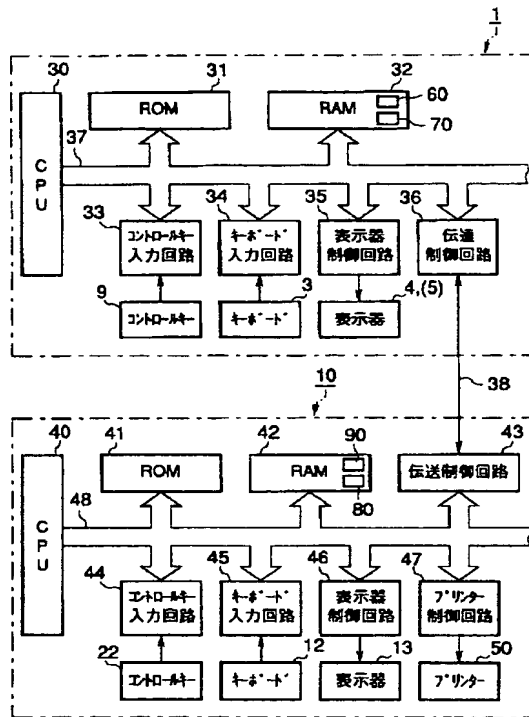 1
30
31
32
ROM
RAM
60
70
CPU
37
33
34
35
36
コントロールキー
入力回路
キーボード
入力回路
表示器
制御回路
伝送
制御回路
9
3
4,(5)
コントロールキー
キーボード
表示器
38
10
40
41
42
90
43
ROM
RAM
80
伝送制御回路
CPU
48
44
45
46
47
コントロールキー
入力回路
キーボード
入力回路
表示器
制御回路
プリンター
制御回路
22
12
13
50
コントロールキー
キーボード
表示器
プリンター